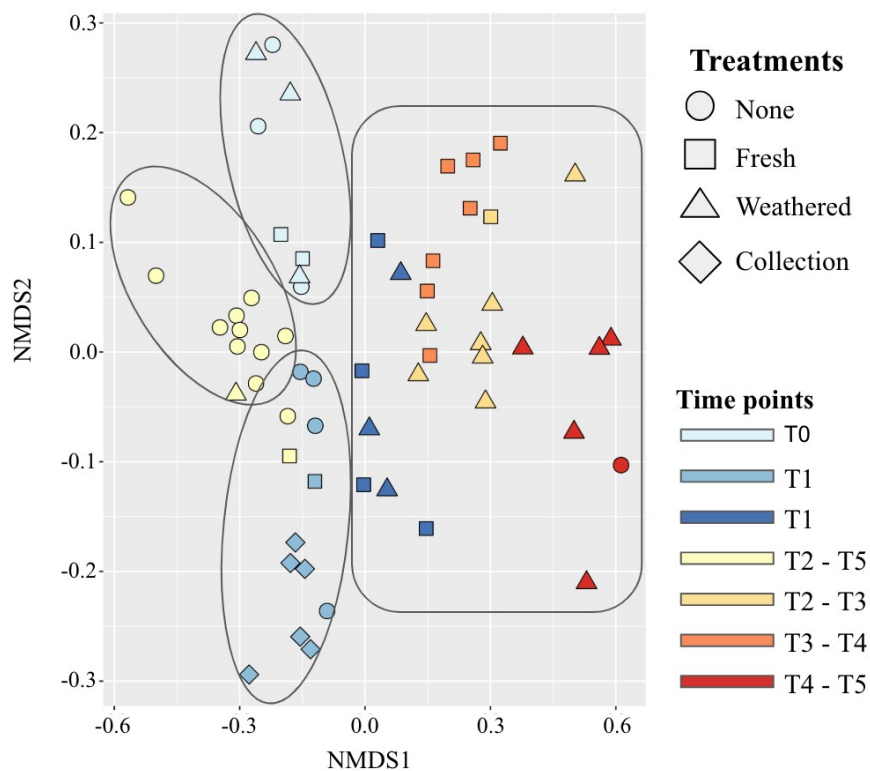 0.3-
0.2-
0.1-
0.0-
-0.1-
-0.2-
-0.3-
NMDS2
-0.6
-0.3
0.0
0.3
0.6
NMDS1
Treatments
None
Fresh
Weathered
Collection
Time points
T0
T1
T1
T2 - T5
T2 - T3
T3 - T4
T4 - T5